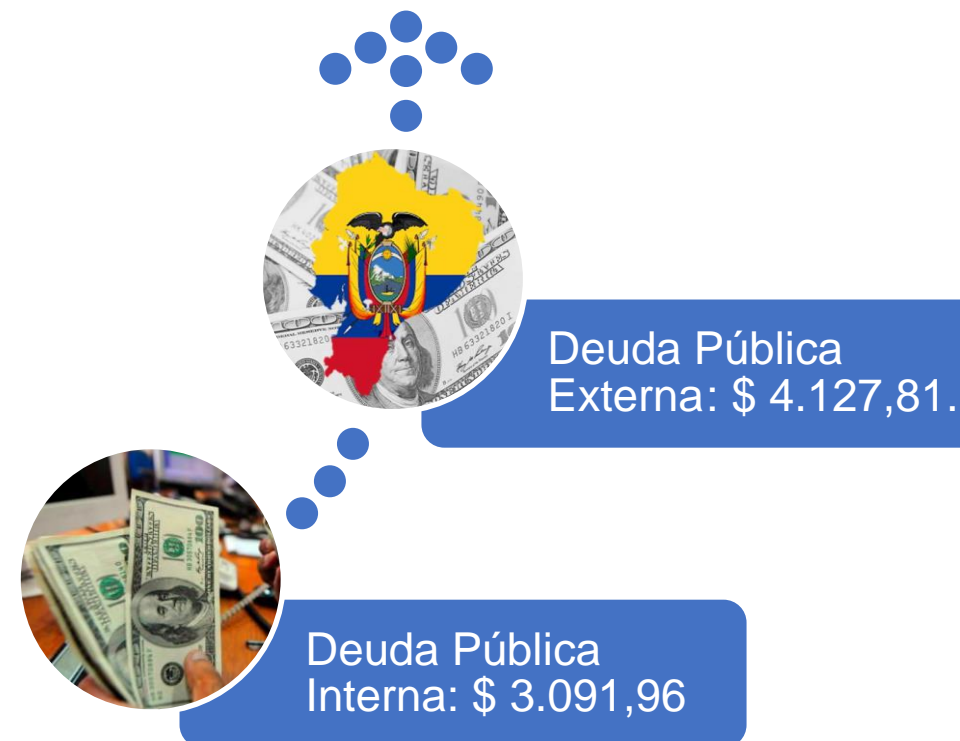 Deuda Pública
Externa: $ 4.127,81.
Deuda Pública
Interna: $ 3.091,96